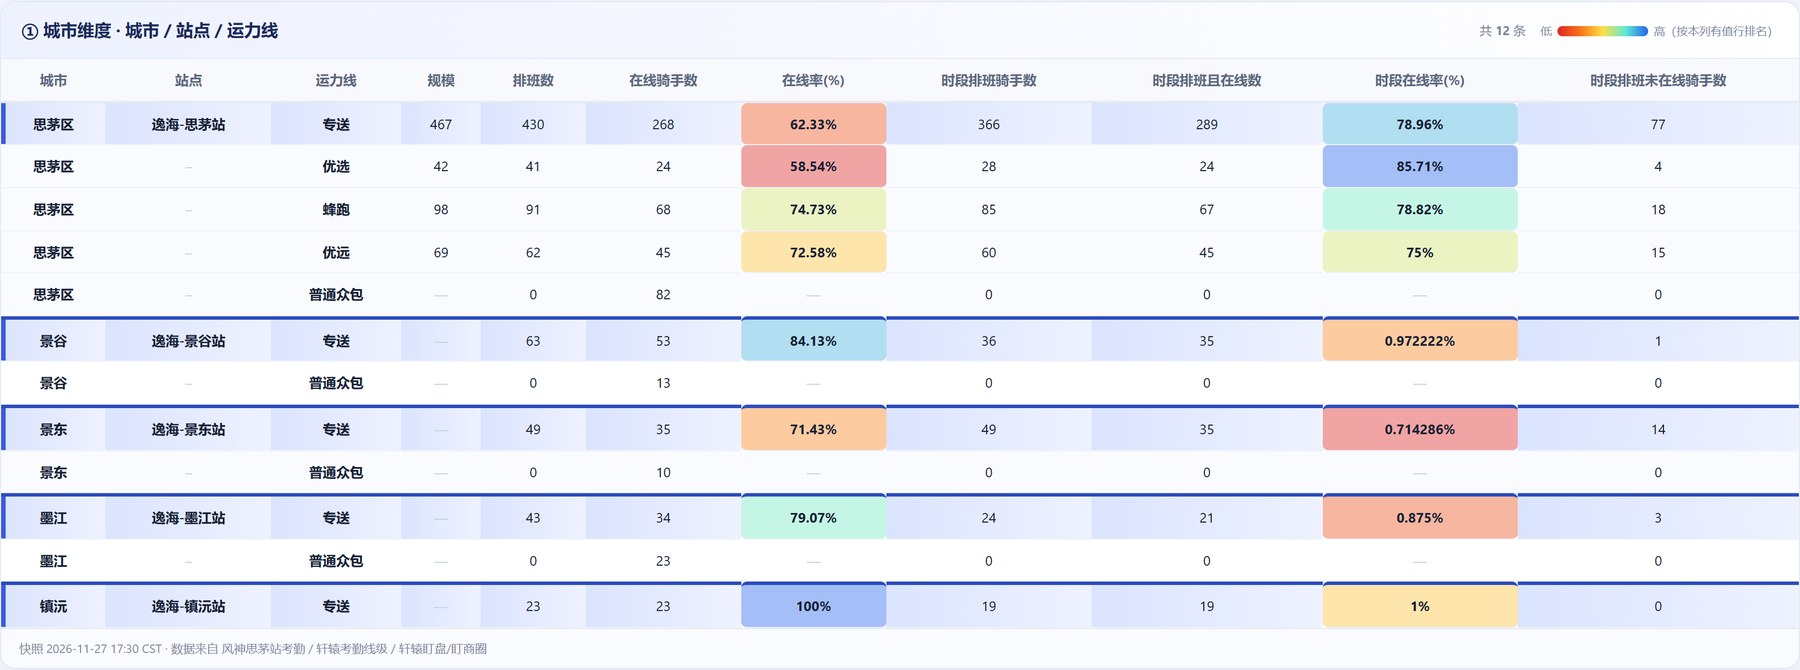 ① 城市维度 · 城市 / 站点 / 运力线 共 12 条 低 高 (按本列有值行排名)
城市 站点 运力线 规模 排班数 在线骑手数 在线率(%) 时段排班骑手数 时段排班且在线数 时段在线率(%) 时段排班未在线骑手数
思茅区 逸海-思茅站 专送 467 430 268 62.33% 366 289 78.96% 77
思茅区 – 优选 42 41 24 58.54% 28 24 85.71% 4
思茅区 – 蜂跑 98 91 68 74.73% 85 67 78.82% 18
思茅区 – 优远 69 62 45 72.58% 60 45 75% 15
思茅区 – 普通众包 — 0 82 — 0 0 — 0
景谷 逸海-景谷站 专送 — 63 53 84.13% 36 35 0.972222% 1
景谷 – 普通众包 — 0 13 — 0 0 — 0
景东 逸海-景东站 专送 — 49 35 71.43% 49 35 0.714286% 14
景东 – 普通众包 — 0 10 — 0 0 — 0
墨江 逸海-墨江站 专送 — 43 34 79.07% 24 21 0.875% 3
墨江 – 普通众包 — 0 23 — 0 0 — 0
镇沅 逸海-镇沅站 专送 — 23 23 100% 19 19 1% 0
快照 2026-11-27 17:30 CST · 数据来自 风神思茅站考勤 / 轩辕考勤线级 / 轩辕盯盘/盯商圈